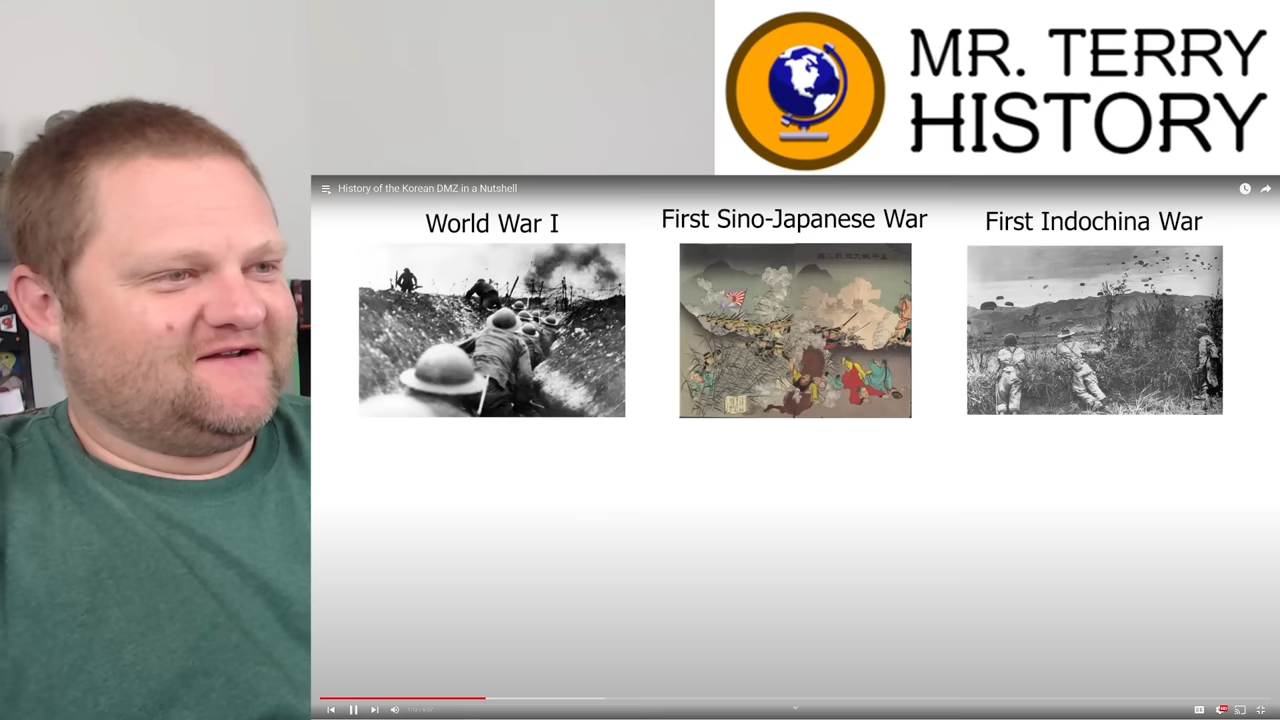 MR. TERRY
HISTORY
History of the Korean DMZ in a Nutshell
World War I
First Sino-Japanese War
First Indochina War